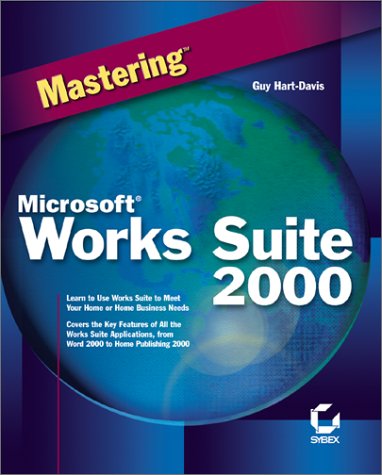 Mastering™
Guy Hart-Davis
Microsoft®
Works Suite
2000
Learn to Use Works Suite to Meet
Your Home or Home Business Needs
Covers the Key Features of All the
Works Suite Applications, from
Word 2000 to Home Publishing 2000
SYBEX